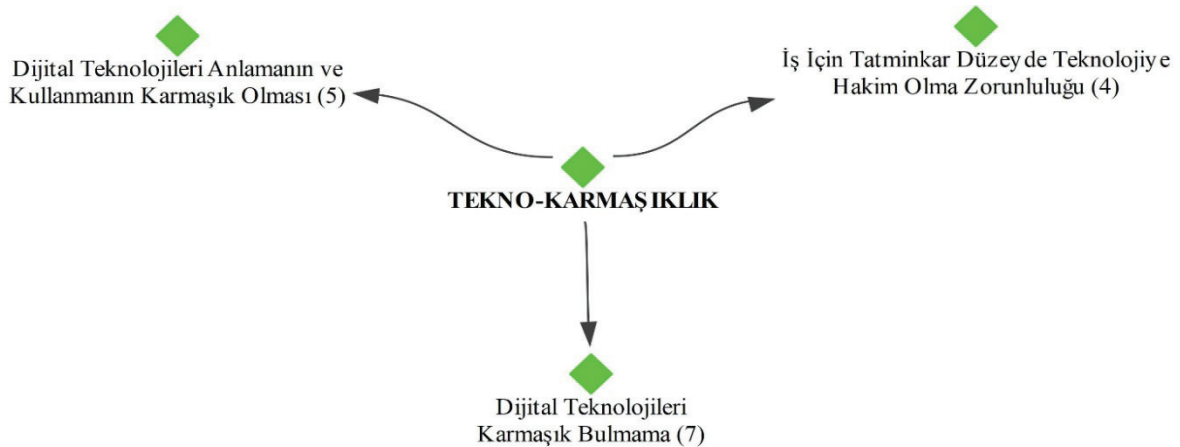 Dijital Teknolojileri Anlamanın ve
Kullanmanın Karmaşık Olması (5)
İş İçin Tatminkar Düzeyde Teknolojiye
Hakim Olma Zorunluluğu (4)
TEKNO-KARMAŞIKLIK
Dijital Teknolojileri
Karmaşık Bulmama (7)